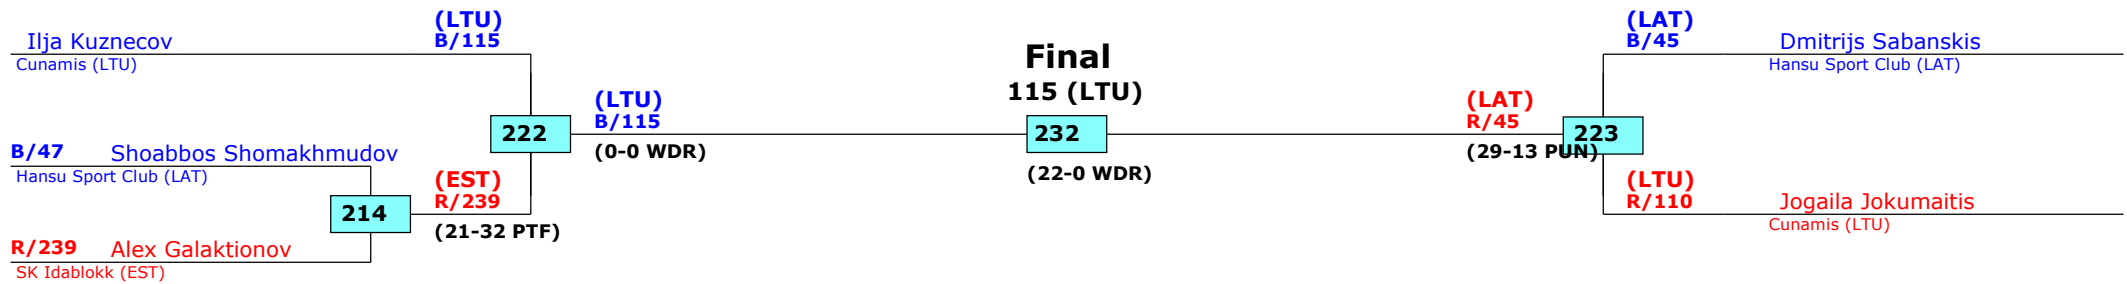 (LTU)
B/115
Ilja Kuznecov
Cunamis (LTU)
B/47 Shoabbos Shomakhmudov
Hansu Sport Club (LAT)
214
R/239 Alex Galaktionov
SK Idablokk (EST)
(EST)
R/239
(21-32 PTF)
222
(LTU)
B/115
(0-0 WDR)
Final
115 (LTU)
232
(22-0 WDR)
(LAT)
R/45
(29-13 PUN)
223
(LAT)
B/45
Dmitrijs Sabanskis
Hansu Sport Club (LAT)
(LTU)
R/110
Jogaila Jokumaitis
Cunamis (LTU)